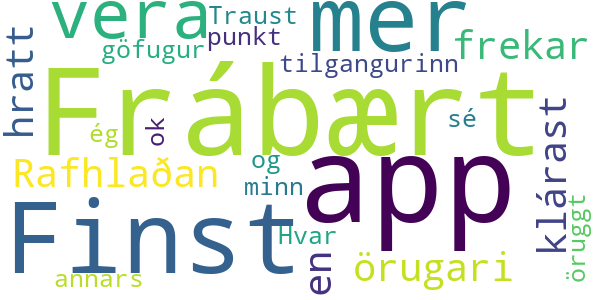 vera
Traust
mer
punkt
göfugur
frekar
hratt
tilgangurinn
Frábært
ég
ok
sé
klárast
og
app
Rafhlaðan
minn
öruggt
Finst
Hvar
en
örugari
annars